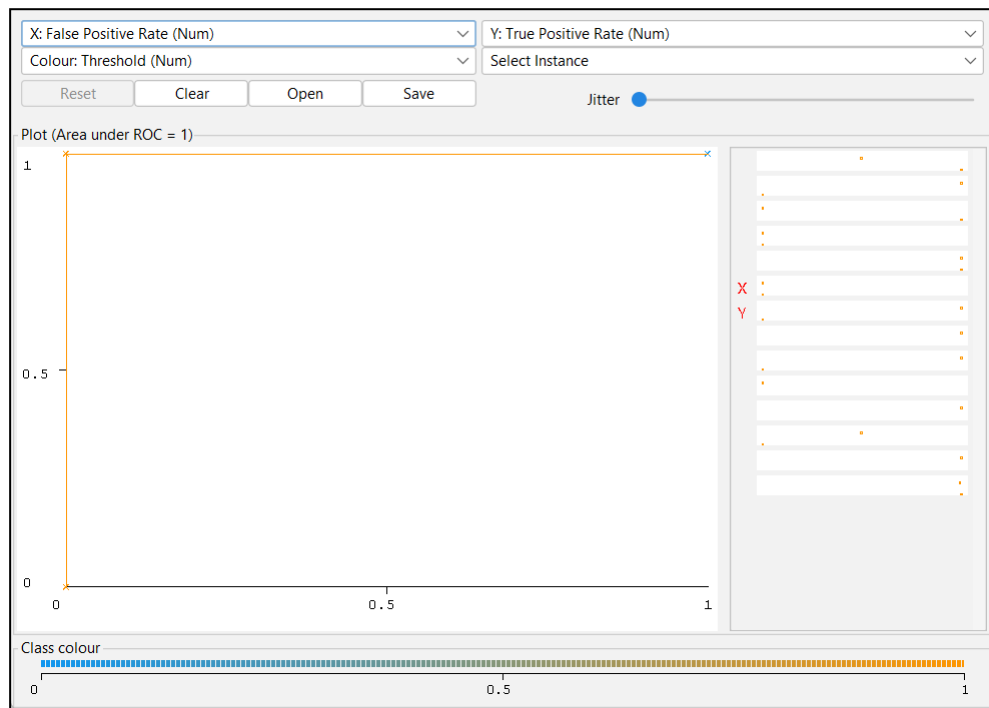 X: False Positive Rate (Num) Y: True Positive Rate (Num)
Colour: Threshold (Num) Select Instance
Reset Clear Open Save Jitter
Plot (Area under ROC = 1)
1
X
Y
0.5
0
0 0.5 1
Class colour
0 0.5 1